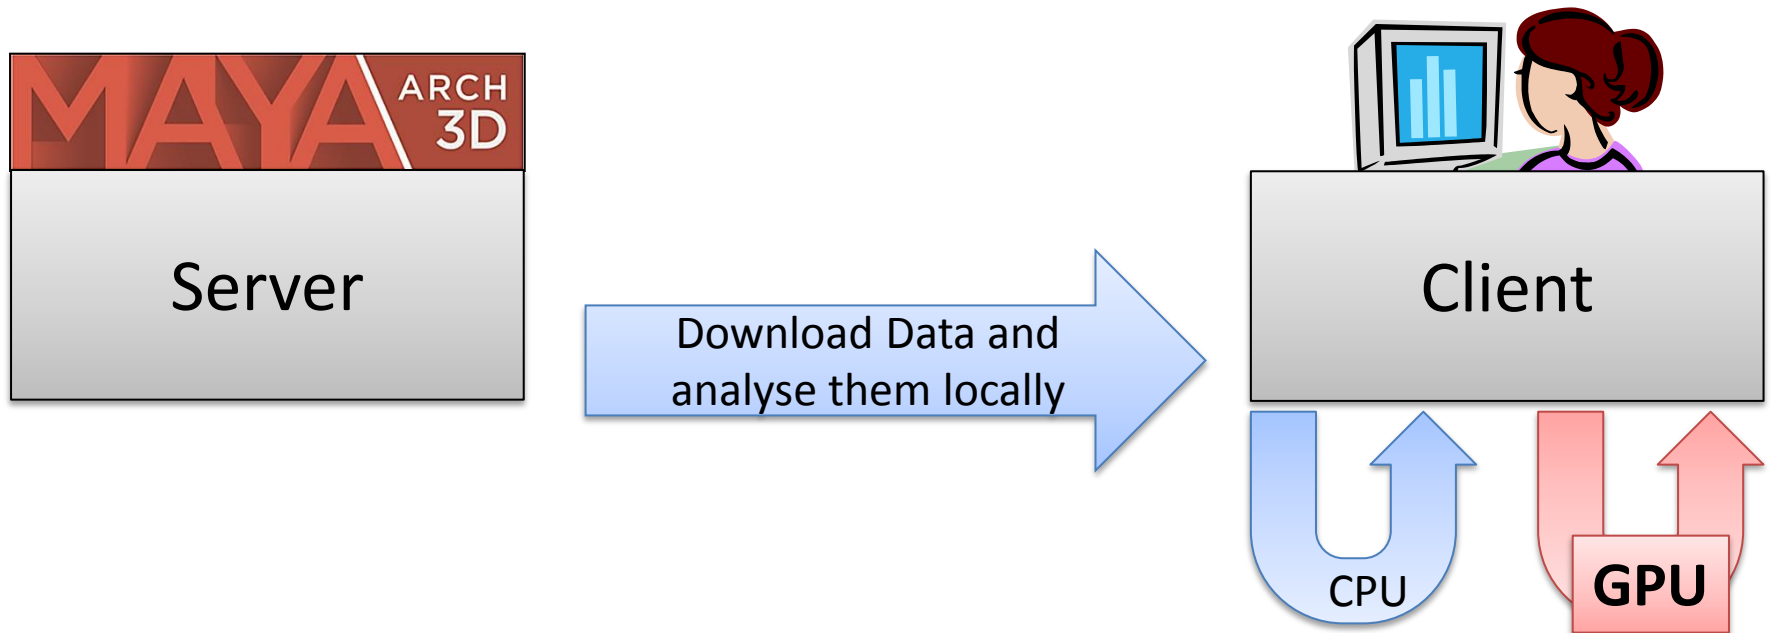 MAYA
ARCH
3D
Server
Download Data and
analyse them locally
Client
CPU
GPU